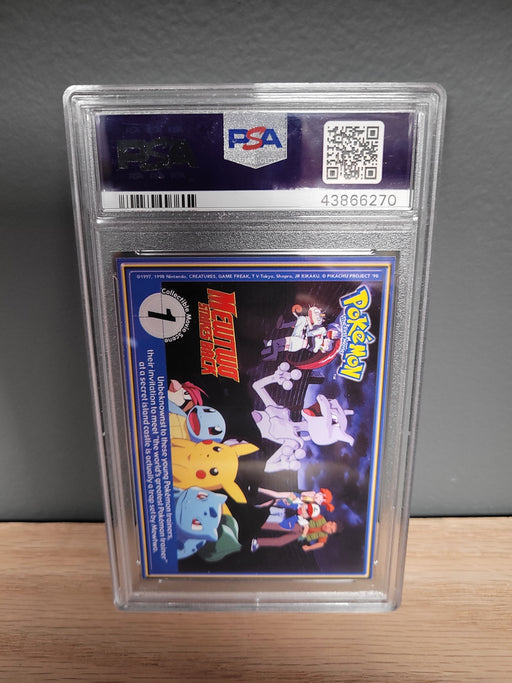 PSA
PSA
43866270
©1997, 1998 Nintendo, CREATURES, GAME FREAK, T V Tokyo, Shopro, JR KIKAKU. © PIKACHU PROJECT '98
POKéMON
MEWTWO
STRIKES BACK
Collectible Movie Scene
1
Unbeknownst to these young Pokémon trainers,
their invitation to meet "the world's greatest Pokémon trainer"
at a secret island castle is actually a trap set by Mewtwo.